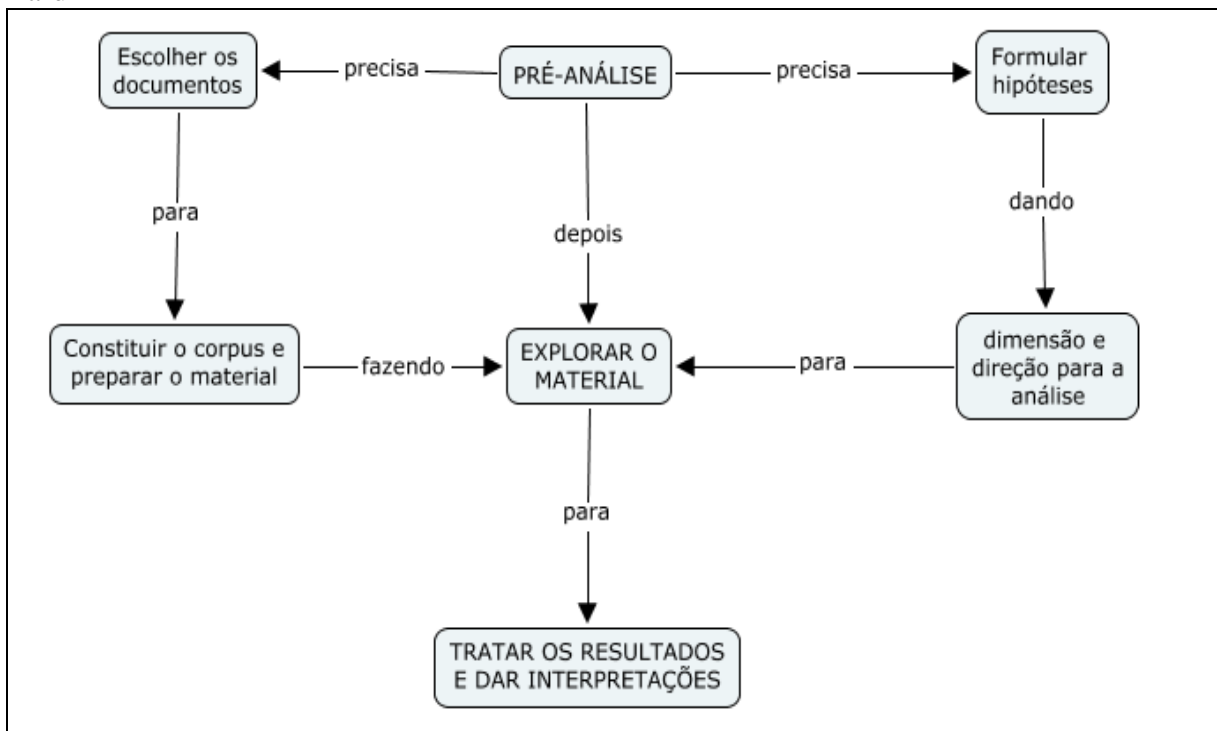 Escolher os
documentos
precisa
PRÉ-ANÁLISE
precisa
Formular
hipóteses
para
depois
dando
Constituir o corpus e
preparar o material
fazendo
EXPLORAR O
MATERIAL
para
dimensão e
direção para a
análise
para
TRATAR OS RESULTADOS
E DAR INTERPRETAÇÕES